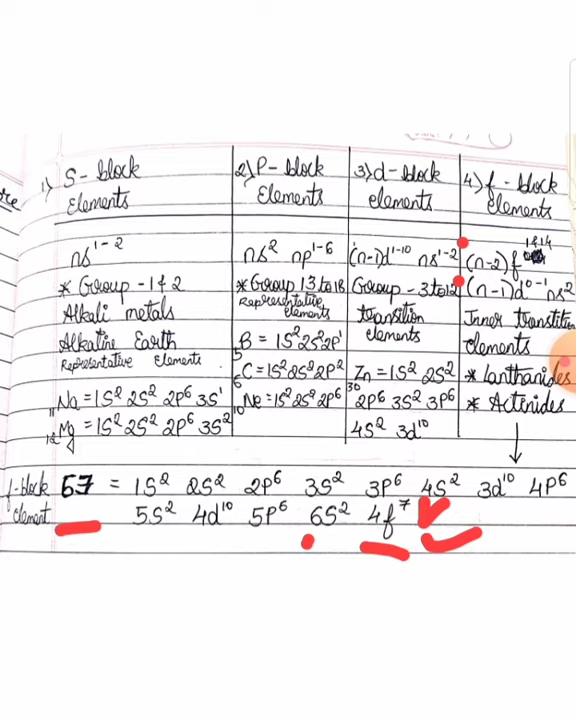 1) S-block Elements
ns¹⁻²
* Group - 1 & 2
Alkali metals
Alkaline Earth
Representative Elements
₁₁Na = 1S² 2S² 2P⁶ 3S¹
₁₂Mg = 1S² 2S² 2P⁶ 3S²
2) P-block Elements
ns² np¹⁻⁶
* Group 13 to 18
Representative elements
₅B = 1S² 2S² 2P¹
₆C = 1S² 2S² 2P²
₁₀Ne = 1S² 2S² 2P⁶
3) d-block elements
(n-1)d¹⁻¹⁰ ns¹⁻²
Group - 3 to 12
transition
elements
₃₀Zn = 1S² 2S²
2P⁶ 3S² 3P⁶
4S² 3d¹⁰
4) f-block elements
(n-2)f
(n-1)d⁰⁻¹ ns²
Inner transition
elements
* lanthanides
* Actinides
f-block element
63 = 1S² 2S² 2P⁶ 3S² 3P⁶ 4S² 3d¹⁰ 4P⁶
5S² 4d¹⁰ 5P⁶ 6S² 4f⁷